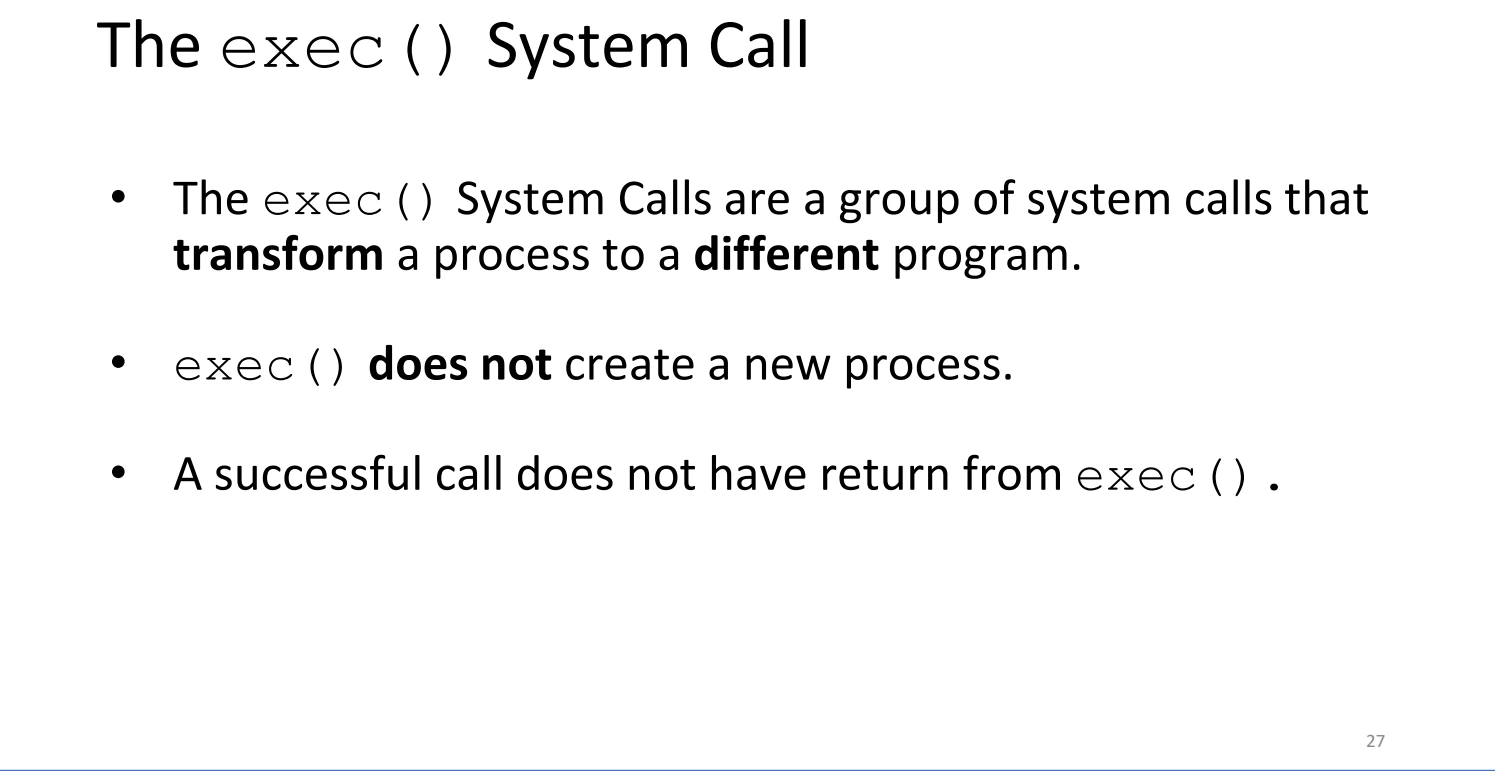 The exec() System Call
• The exec() System Calls are a group of system calls that
transform a process to a different program.
• exec() does not create a new process.
• A successful call does not have return from exec() .
27